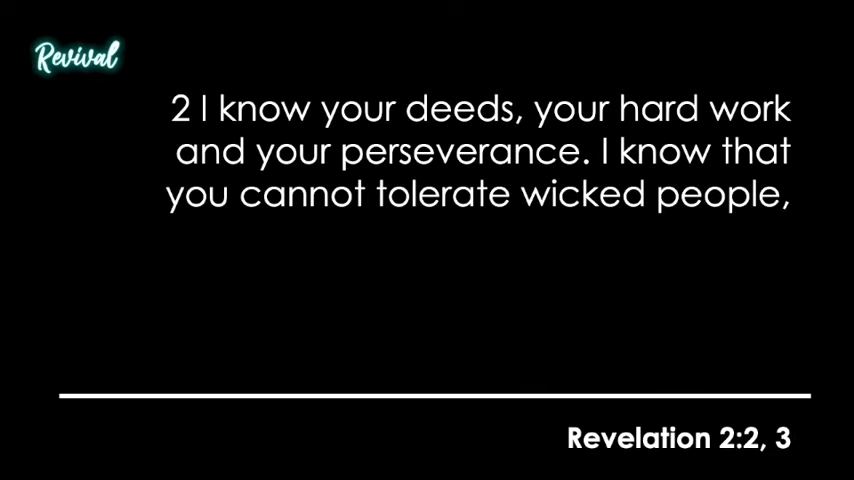 Revival
2 I know your deeds, your hard work
and your perseverance. I know that
you cannot tolerate wicked people,
Revelation 2:2, 3